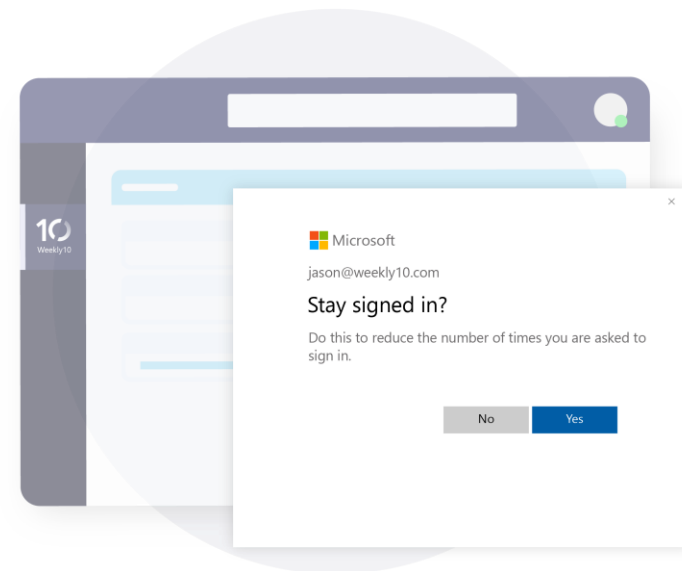 10
Weekly10
×
Microsoft
jason@weekly10.com
Stay signed in?
Do this to reduce the number of times you are asked to
sign in.
No
Yes